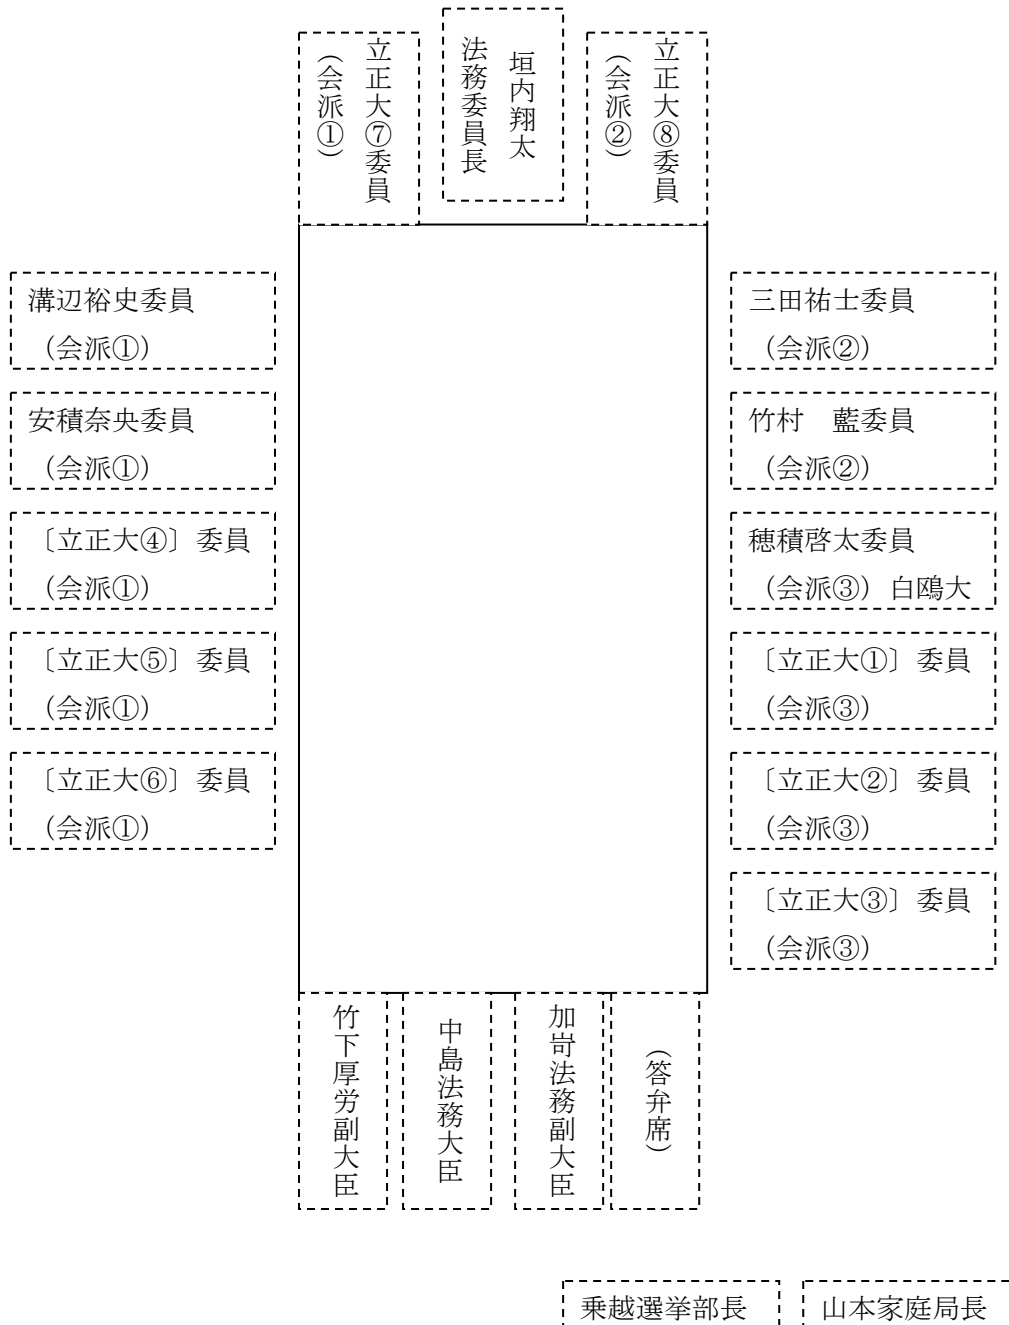 立正大⑦委員
（会派①）
垣内翔太
法務委員長
立正大⑧委員
（会派②）
溝辺裕史委員
（会派①）
安積奈央委員
（会派①）
〔立正大④〕委員
（会派①）
〔立正大⑤〕委員
（会派①）
〔立正大⑥〕委員
（会派①）
三田祐士委員
（会派②）
竹村　藍委員
（会派②）
穂積啓太委員
（会派③）白鴎大
〔立正大①〕委員
（会派③）
〔立正大②〕委員
（会派③）
〔立正大③〕委員
（会派③）
竹下厚労副大臣
中島法務大臣
加岢法務副大臣
（答弁席）
乗越選挙部長
山本家庭局長